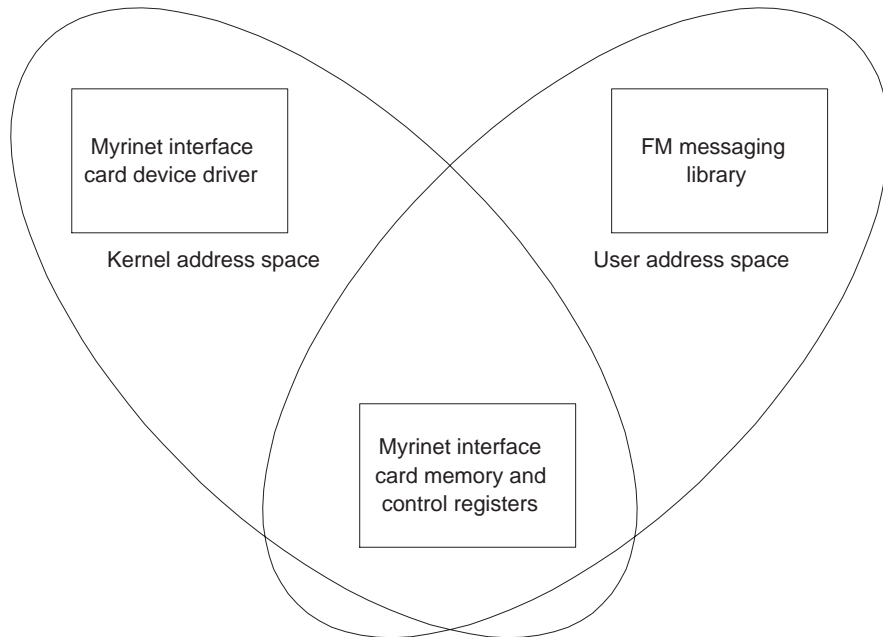 Myrinet interface
card device driver
Kernel address space
FM messaging
library
User address space
Myrinet interface
card memory and
control registers